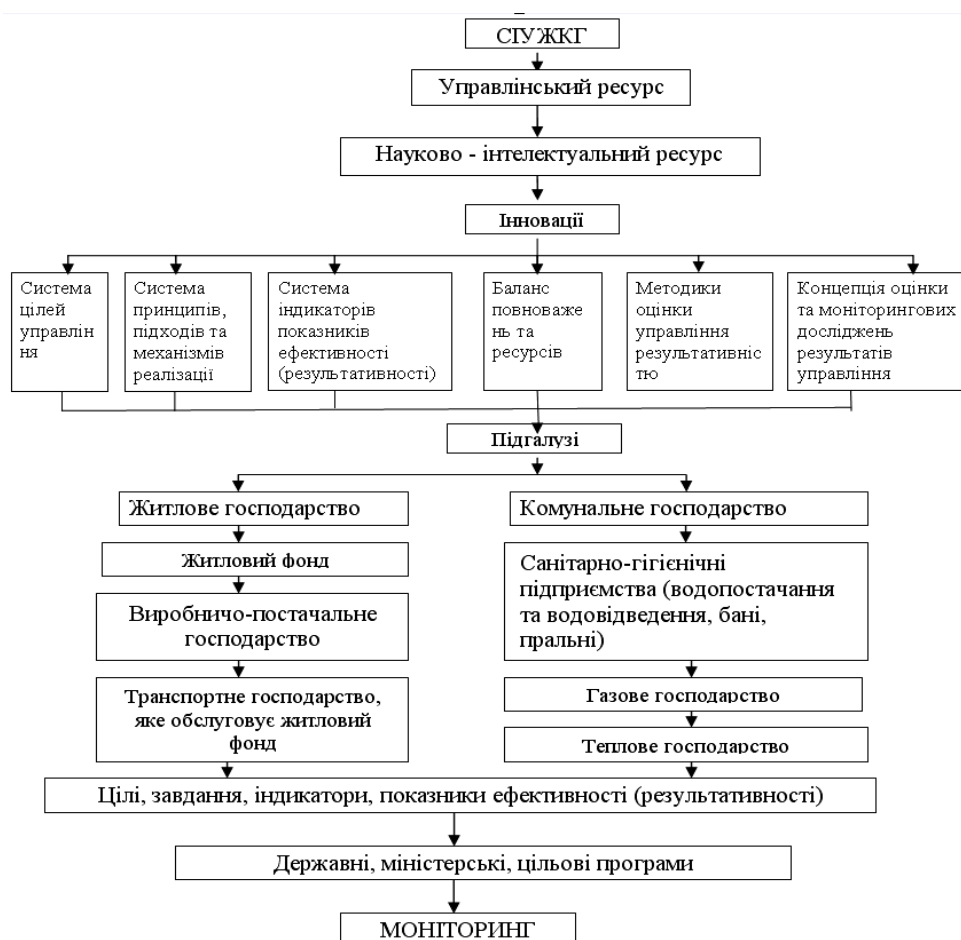 СІУЖКГ
Управлінський ресурс
Науково - інтелектуальний ресурс
Інновації
Система
цілей
управлін
ня
Система
принципів,
підходів та
механізмів
реалізації
Система
індикаторів
показників
ефективності
(результативності)
Баланс
повноважe
нь та
ресурсів
Методики
оцінки
управління
результативніс
тю
Концепція оцінки
та моніторингових
досліджень
результатів
управління
Підгалузі
Житлове господарство
Комунальне господарство
Житловий фонд
Виробничо-постачальне
господарство
Транспортне господарство,
яке обслуговує житловий
фонд
Санітарно-гігієнічні
підприємства (водопостачання
та водовідведення, бані,
пральні)
Газове господарство
Теплове господарство
Цілі, завдання, індикатори, показники ефективності (результативності)
Державні, міністерські, цільові програми
МОНІТОРИНГ